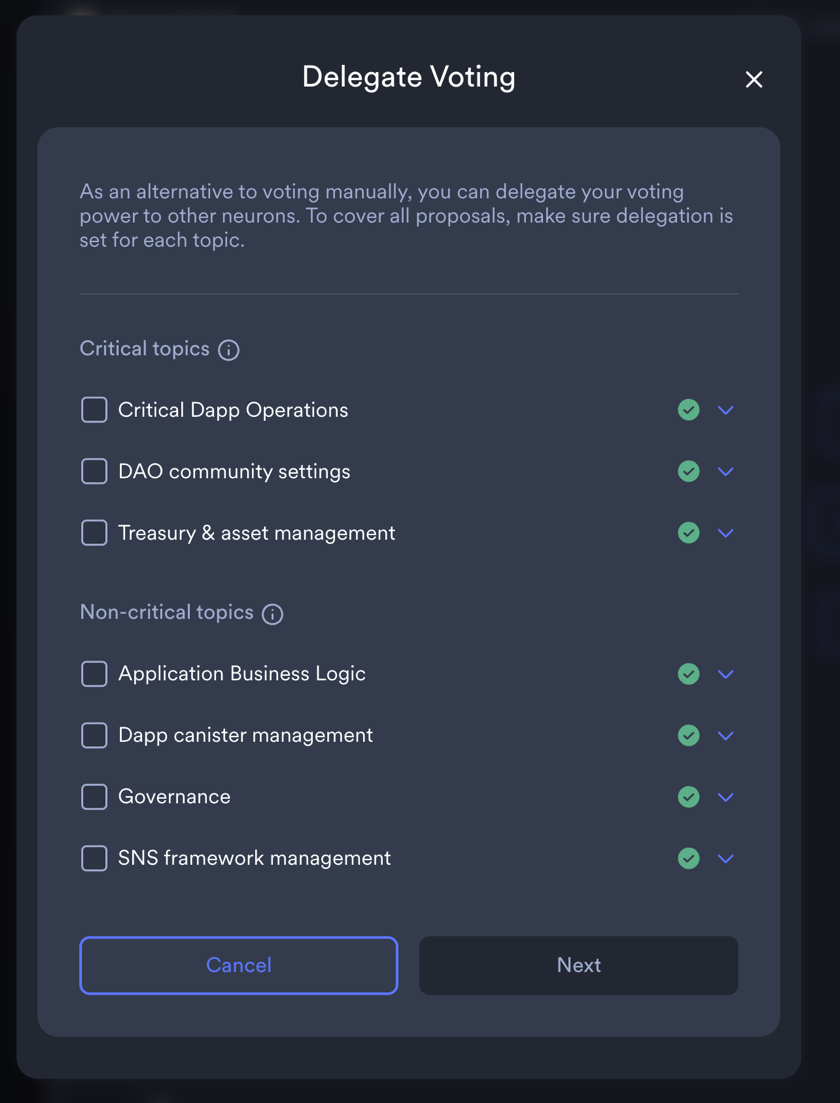 Delegate Voting
As an alternative to voting manually, you can delegate your voting
power to other neurons. To cover all proposals, make sure delegation is
set for each topic.
Critical topics
Critical Dapp Operations
DAO community settings
Treasury & asset management
Non-critical topics
Application Business Logic
Dapp canister management
Governance
SNS framework management
Cancel
Next